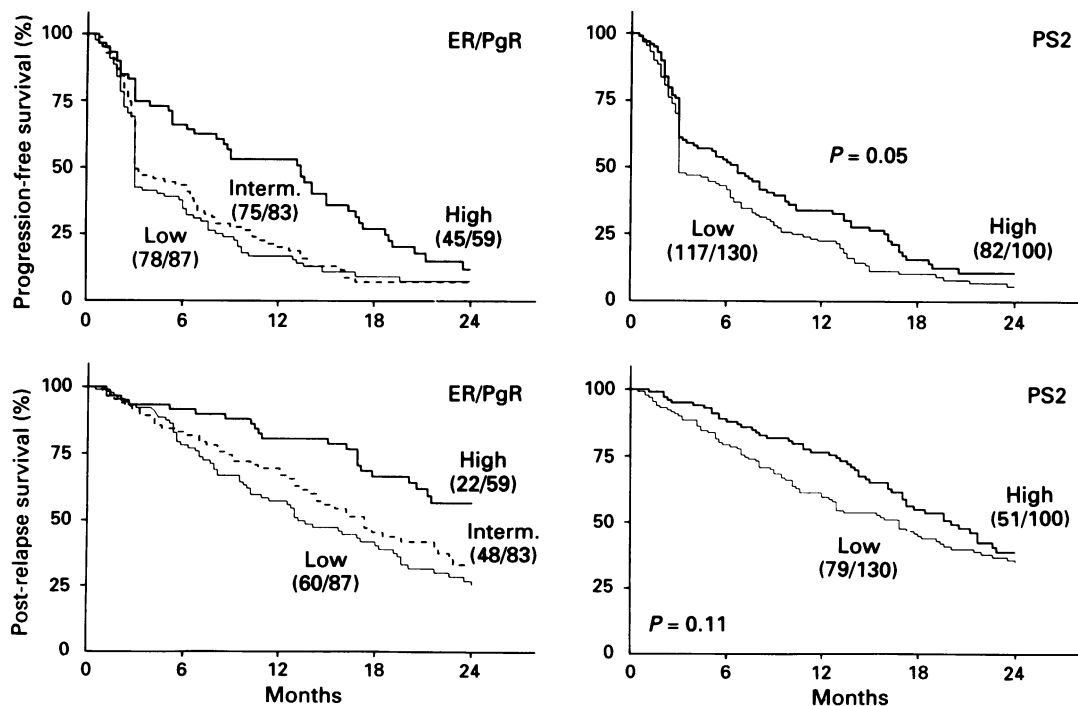 Progression-free survival (%)
100
75
50
25
0
ER/PgR
Interm.
(75/83)
High
(45/59)
Low
(78/87)
0 6 12 18 24
100
75
50
25
0
PS2
P = 0.05
Low
(117/130)
High
(82/100)
0 6 12 18 24
Post-relapse survival (%)
100
75
50
25
0
ER/PgR
High
(22/59)
Interm.
(48/83)
Low
(60/87)
0 6 12 18 24
Months
100
75
50
25
0
PS2
High
(51/100)
Low
(79/130)
P = 0.11
0 6 12 18 24
Months